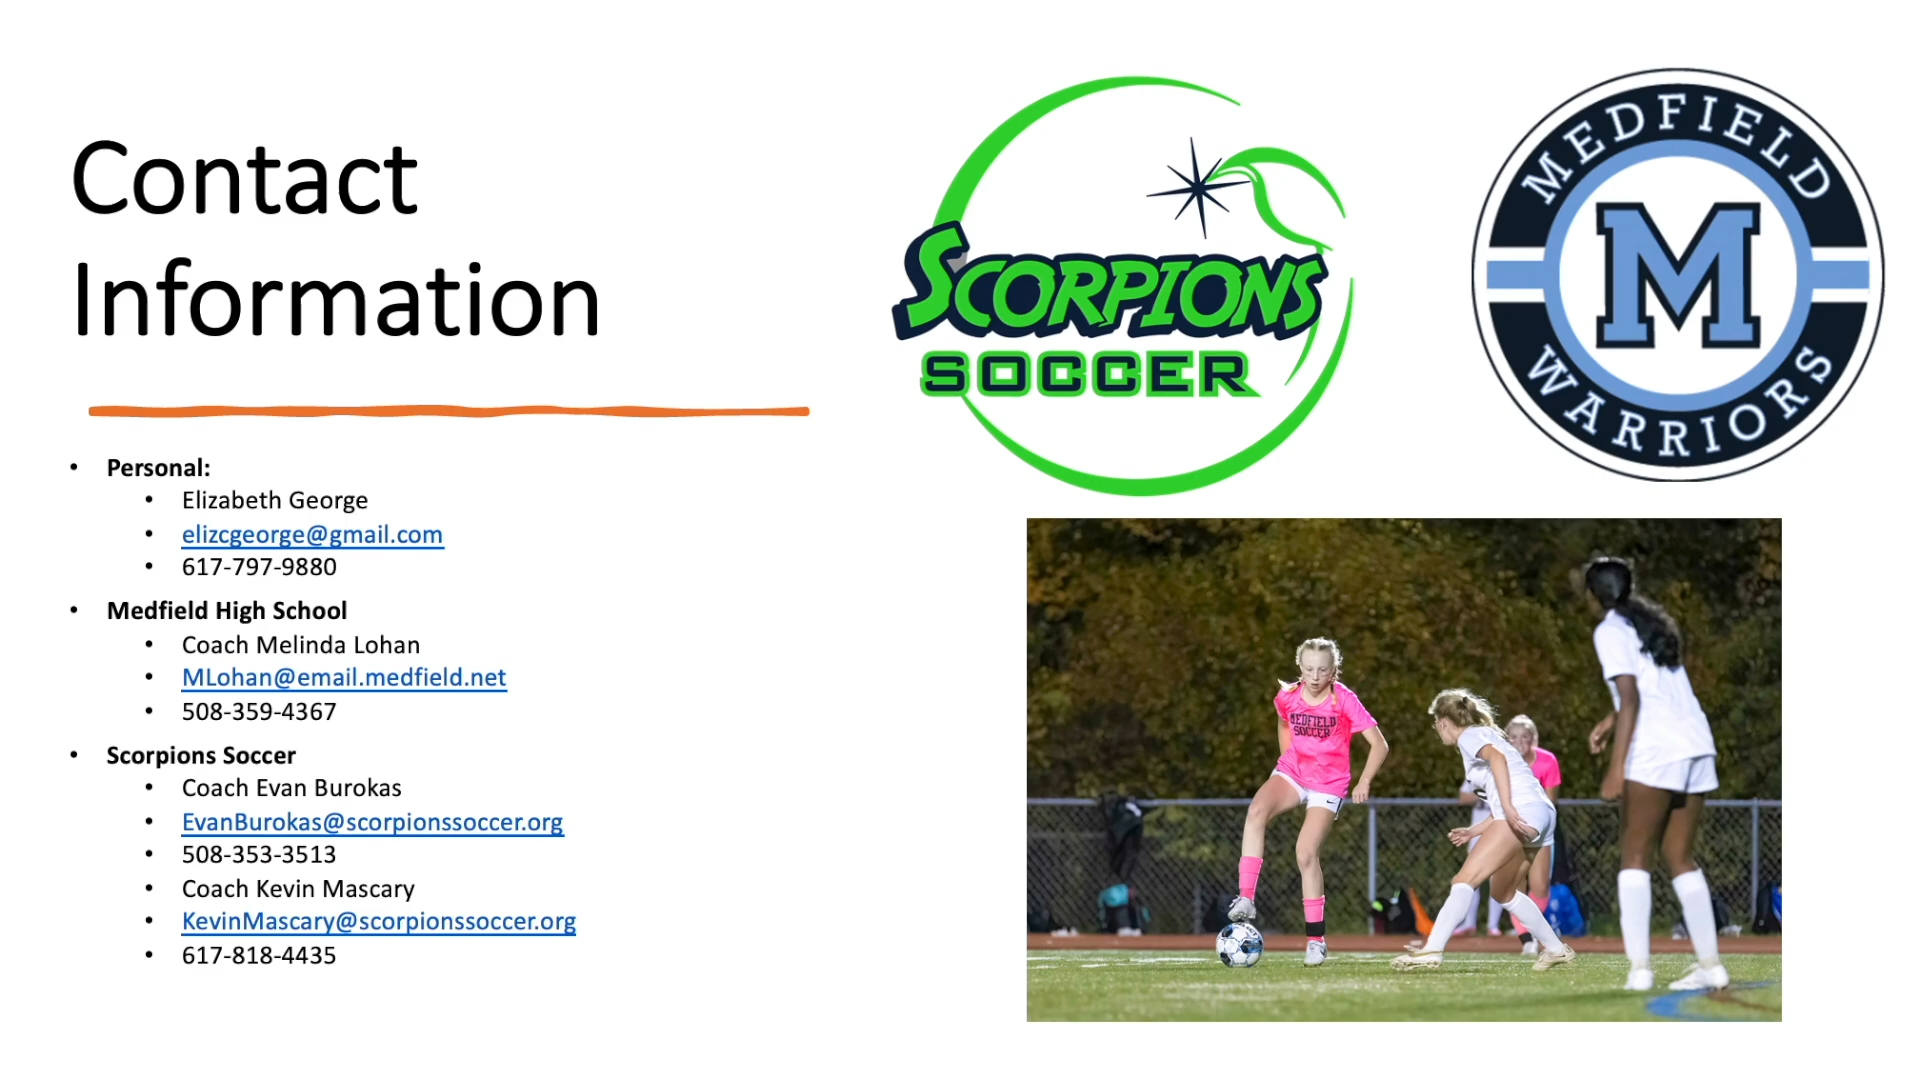 Contact
Information
Personal:
Elizabeth George
elizcgeorge@gmail.com
617-797-9880
Medfield High School
Coach Melinda Lohan
MLohan@email.medfield.net
508-359-4367
Scorpions Soccer
Coach Evan Burokas
EvanBurokas@scorpionssoccer.org
508-353-3513
Coach Kevin Mascary
KevinMascary@scorpionssoccer.org
617-818-4435
SCORPIONS
SOCCER
MEDFIELD
M
WARRIORS
MEDFIELD
SOCCER